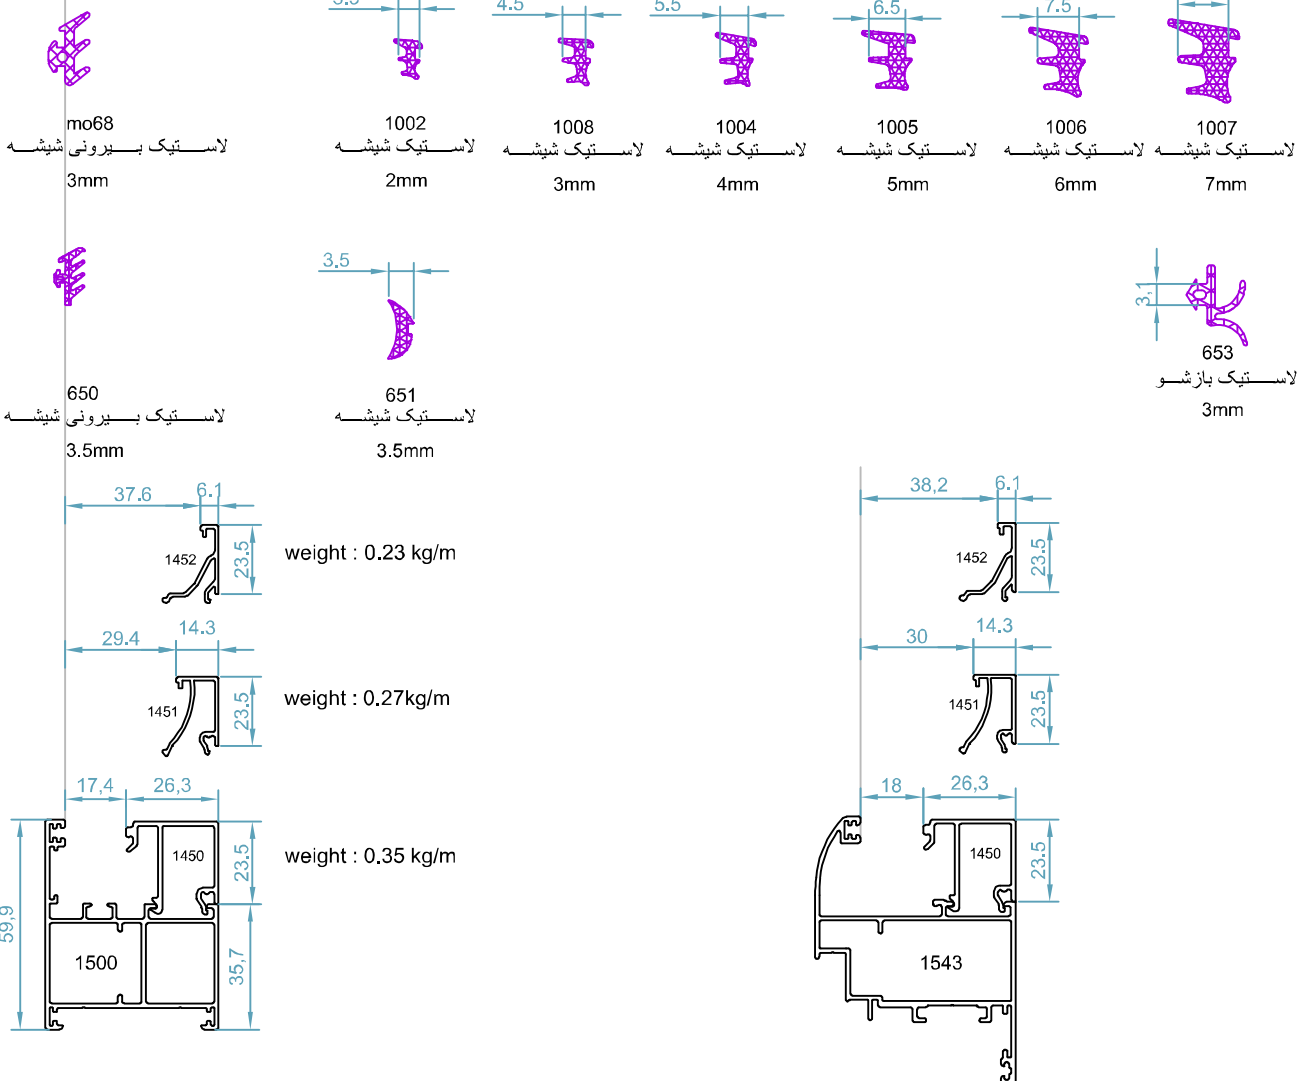 4.5
5.5
6.5
7.5
mo68
لاستیک بیرونی شیشه
3mm
1002
لاستیک شیشه
2mm
1008
لاستیک شیشه
3mm
1004
لاستیک شیشه
4mm
1005
لاستیک شیشه
5mm
1006
لاستیک شیشه
6mm
1007
لاستیک شیشه
7mm
650
لاستیک بیرونی شیشه
3.5mm
3.5
651
لاستیک شیشه
3.5mm
3,1
653
لاستیک بازشو
3mm
37.6
6.1
1452
23.5
weight : 0.23 kg/m
38,2
6.1
1452
23.5
29.4
14.3
1451
23.5
weight : 0.27kg/m
30
14.3
1451
23.5
17,4
26,3
1450
23.5
weight : 0.35 kg/m
59,9
1500
35,7
18
26,3
1450
23.5
1543